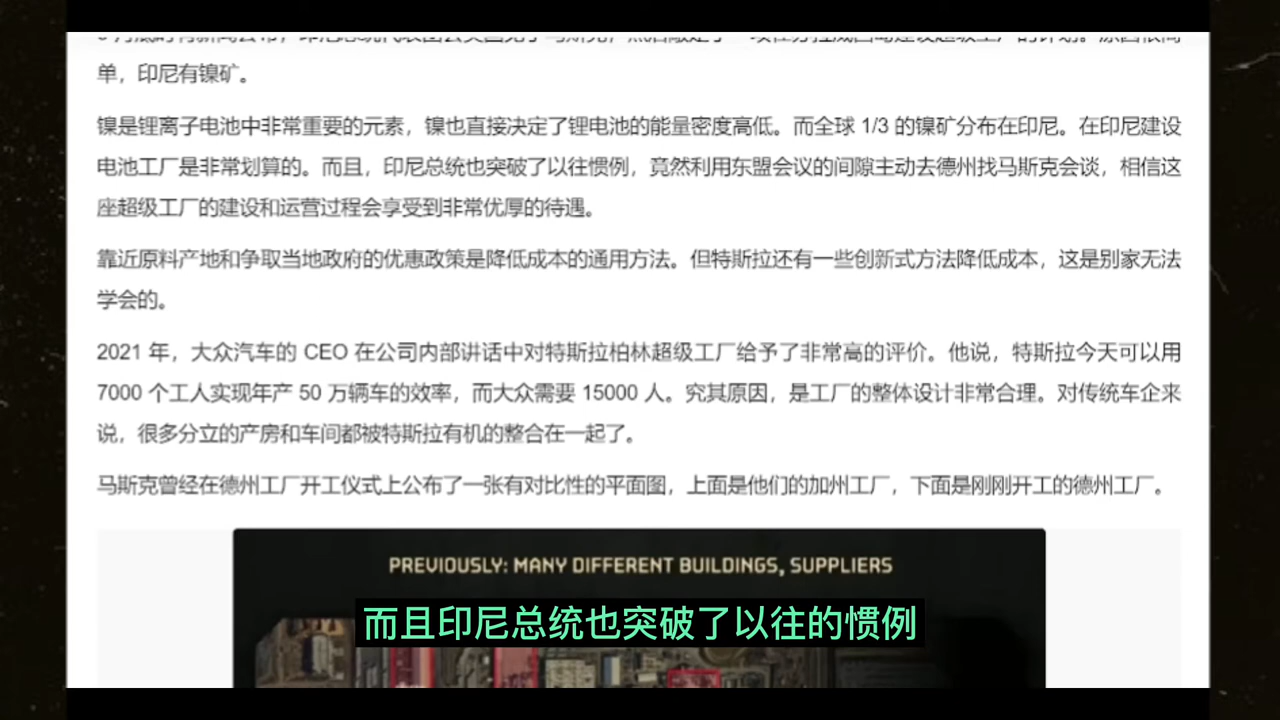 单，印尼有镍矿。
镍是锂离子电池中非常重要的元素，镍也直接决定了锂电池的能量密度高低。而全球 1/3 的镍矿分布在印尼。在印尼建设
电池工厂是非常划算的。而且，印尼总统也突破了以往惯例，竟然利用东盟会议的间隙主动去德州找马斯克会谈，相信这
座超级工厂的建设和运营过程会享受到非常优厚的待遇。
靠近原料产地和争取当地政府的优惠政策是降低成本的通用方法。但特斯拉还有一些创新式方法降低成本，这是别家无法
学会的。
2021 年，大众汽车的 CEO 在公司内部讲话中对特斯拉柏林超级工厂给予了非常高的评价。他说，特斯拉今天可以用
7000 个工人实现年产 50 万辆车的效率，而大众需要 15000 人。究其原因，是工厂的整体设计非常合理。对传统车企来
说，很多分立的产房和车间都被特斯拉有机的整合在一起了。
马斯克曾经在德州工厂开工仪式上公布了一张有对比性的平面图，上面是他们的加州工厂，下面是刚刚开工的德州工厂。
PREVIOUSLY: MANY DIFFERENT BUILDINGS, SUPPLIERS
而且印尼总统也突破了以往的惯例